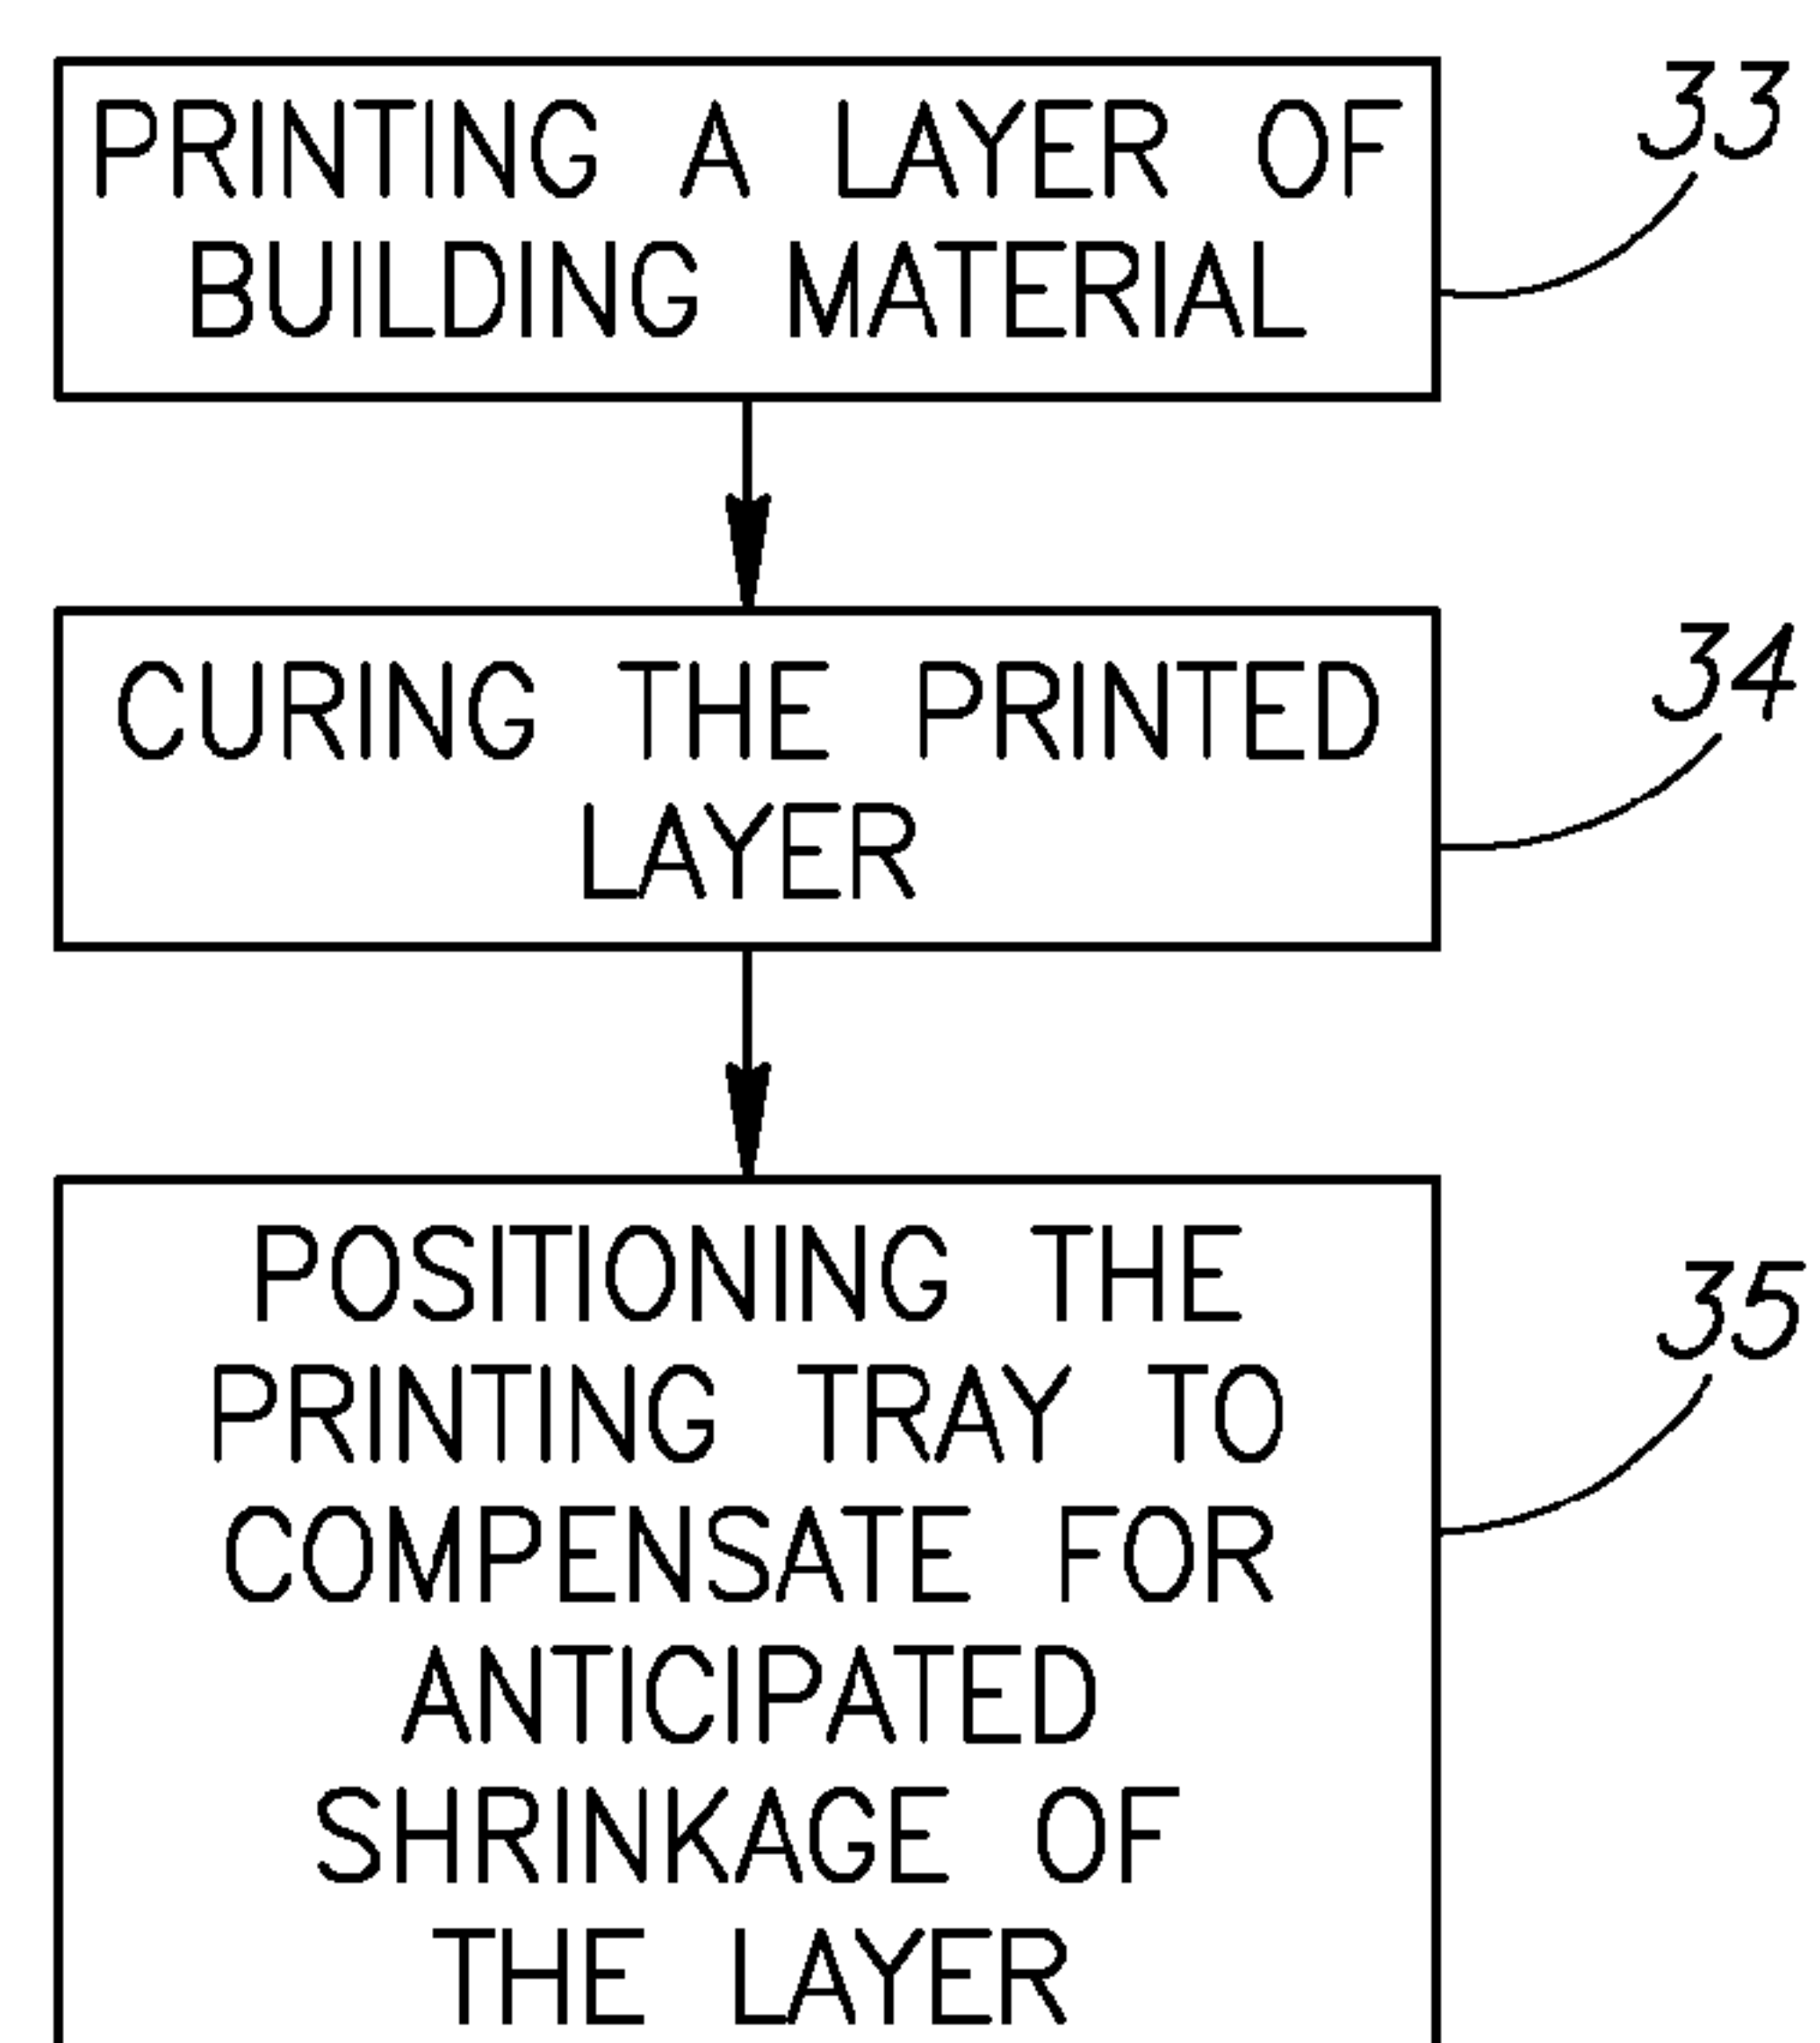 PRINTING A LAYER OF
BUILDING MATERIAL
33
CURING THE PRINTED
LAYER
34
POSITIONING THE
PRINTING TRAY TO
COMPENSATE FOR
ANTICIPATED
SHRINKAGE OF
THE LAYER
35